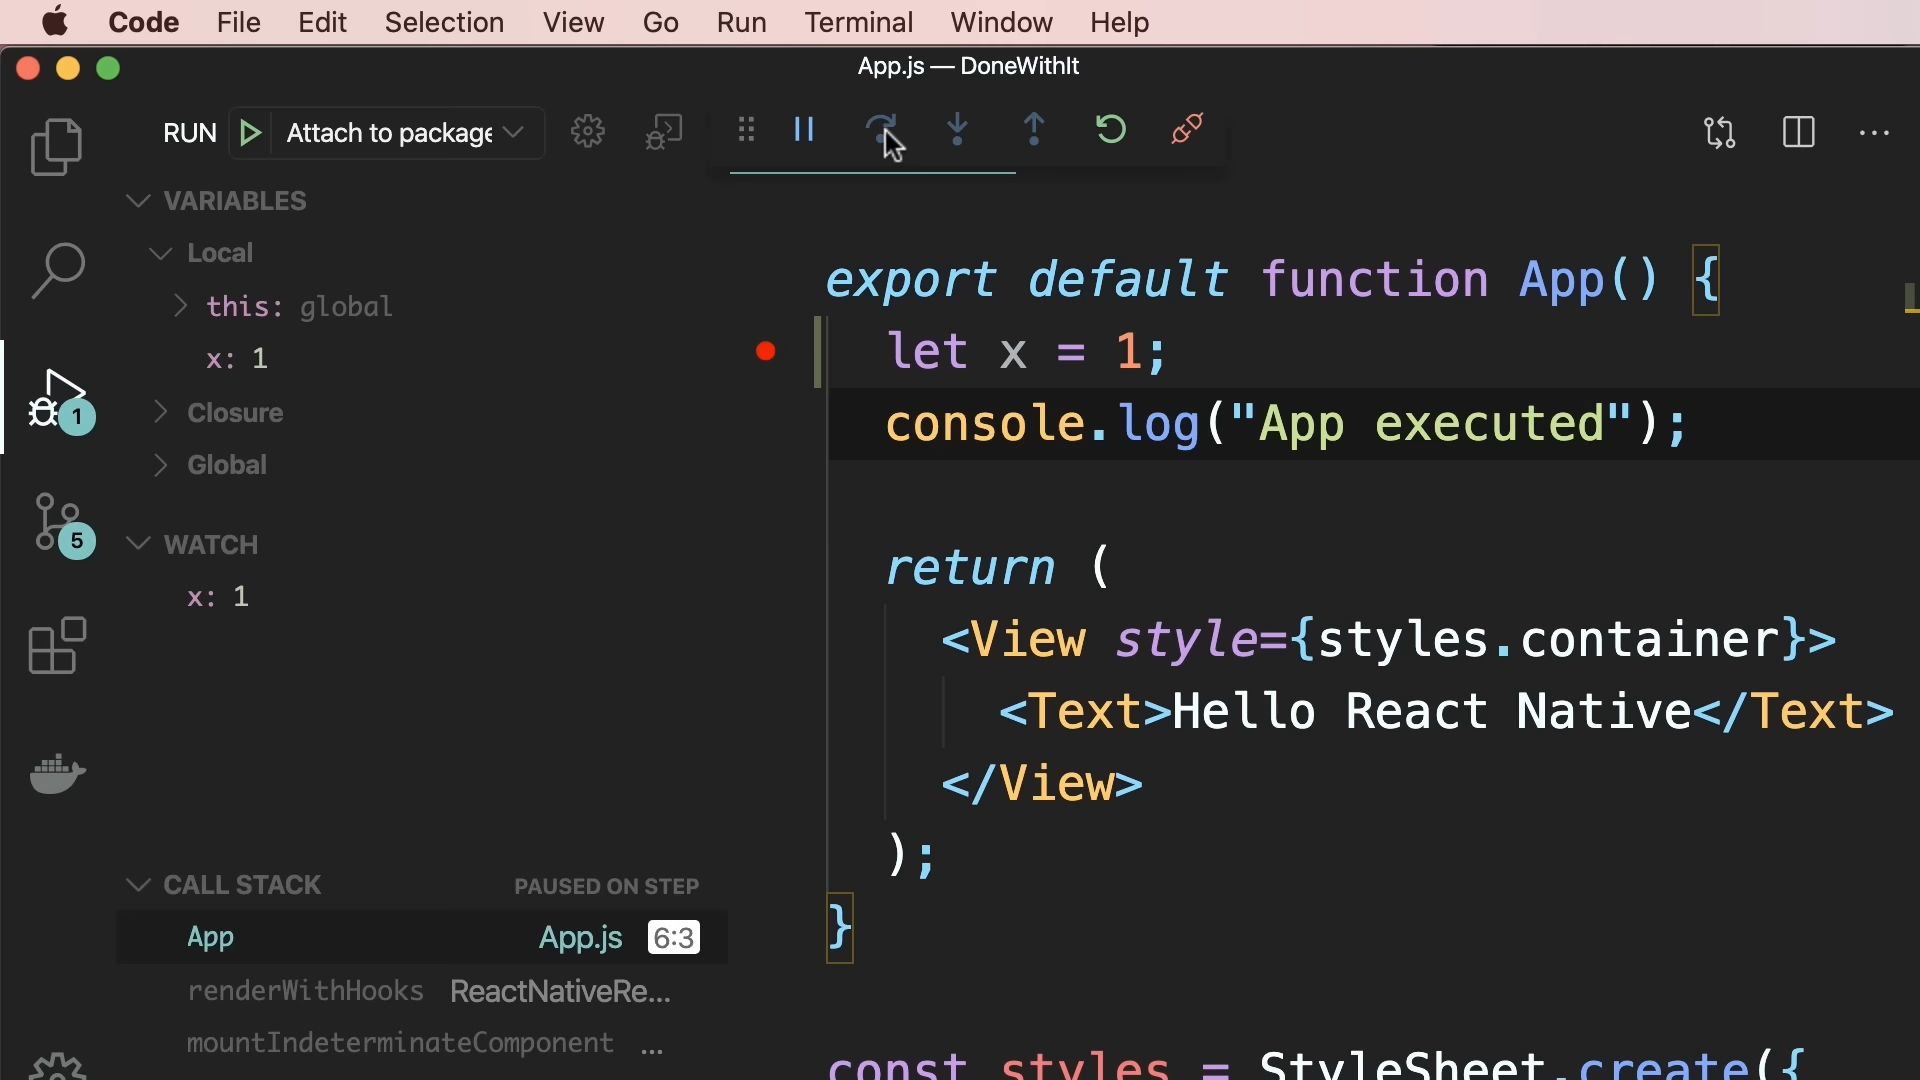 Code File Edit Selection View Go Run Terminal Window Help
App.js — DoneWithIt
RUN Attach to package
VARIABLES
Local
this: global
x: 1
Closure
Global
WATCH
x: 1
1
5
CALL STACK PAUSED ON STEP
App App.js 6:3
renderWithHooks ReactNativeRe...
mountIndeterminateComponent ...
export default function App() {
let x = 1;
console.log("App executed");
return (
<View style={styles.container}>
<Text>Hello React Native</Text>
</View>
);
}
const styles = StyleSheet.create({